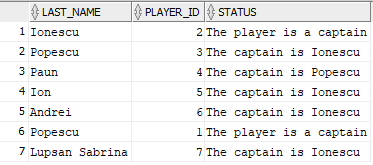 LAST_NAME PLAYER_ID STATUS
1 Ionescu 2 The player is a captain
2 Popescu 3 The captain is Ionescu
3 Paun 4 The captain is Popescu
4 Ion 5 The captain is Ionescu
5 Andrei 6 The captain is Ionescu
6 Popescu 1 The player is a captain
7 Lupsan Sabrina 7 The captain is Ionescu